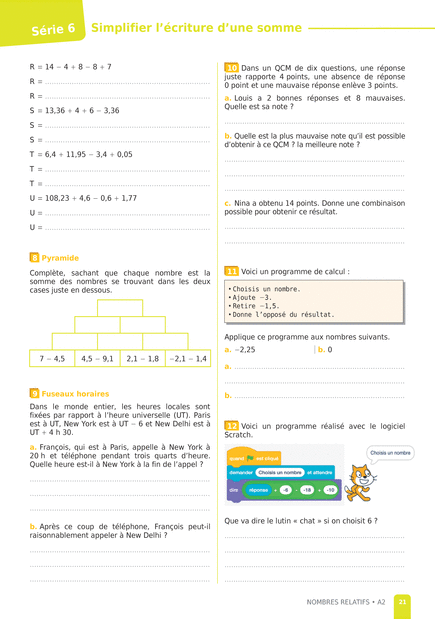 Série 6
Simplifier l'écriture d'une somme
R = 14 − 4 + 8 − 8 + 7
R = ......................................................................
R = ......................................................................
S = 13,36 + 4 + 6 − 3,36
S = ......................................................................
S = ......................................................................
T = 6,4 + 11,95 − 3,4 + 0,05
T = ......................................................................
T = ......................................................................
U = 108,23 + 4,6 − 0,6 + 1,77
U = ......................................................................
U = ......................................................................
8 Pyramide
Complète, sachant que chaque nombre est la
somme des nombres se trouvant dans les deux
cases juste en dessous.
7 − 4,5 4,5 − 9,1 2,1 − 1,8 −2,1 − 1,4
9 Fuseaux horaires
Dans le monde entier, les heures locales sont
fixées par rapport à l'heure universelle (UT). Paris
est à UT, New York est à UT − 6 et New Delhi est à
UT + 4 h 30.
a. François, qui est à Paris, appelle à New York à
20 h et téléphone pendant trois quarts d'heure.
Quelle heure est-il à New York à la fin de l'appel ?
b. Après ce coup de téléphone, François peut-il
raisonnablement appeler à New Delhi ?
10 Dans un QCM de dix questions, une réponse
juste rapporte 4 points, une absence de réponse
0 point et une mauvaise réponse enlève 3 points.
a. Louis a 2 bonnes réponses et 8 mauvaises.
Quelle est sa note ?
b. Quelle est la plus mauvaise note qu'il est possible
d'obtenir à ce QCM ? la meilleure note ?
c. Nina a obtenu 14 points. Donne une combinaison
possible pour obtenir ce résultat.
11 Voici un programme de calcul :
• Choisis un nombre.
• Ajoute −3.
• Retire −1,5.
• Donne l'opposé du résultat.
Applique ce programme aux nombres suivants.
a. −2,25 b. 0
a. ......................................................................
b. ......................................................................
12 Voici un programme réalisé avec le logiciel
Scratch.
quand est cliqué
demander Choisis un nombre et attendre
dire réponse + -8 - -18 + -10
Choisis un nombre
Que va dire le lutin « chat » si on choisit 6 ?
NOMBRES RELATIFS • A2 21